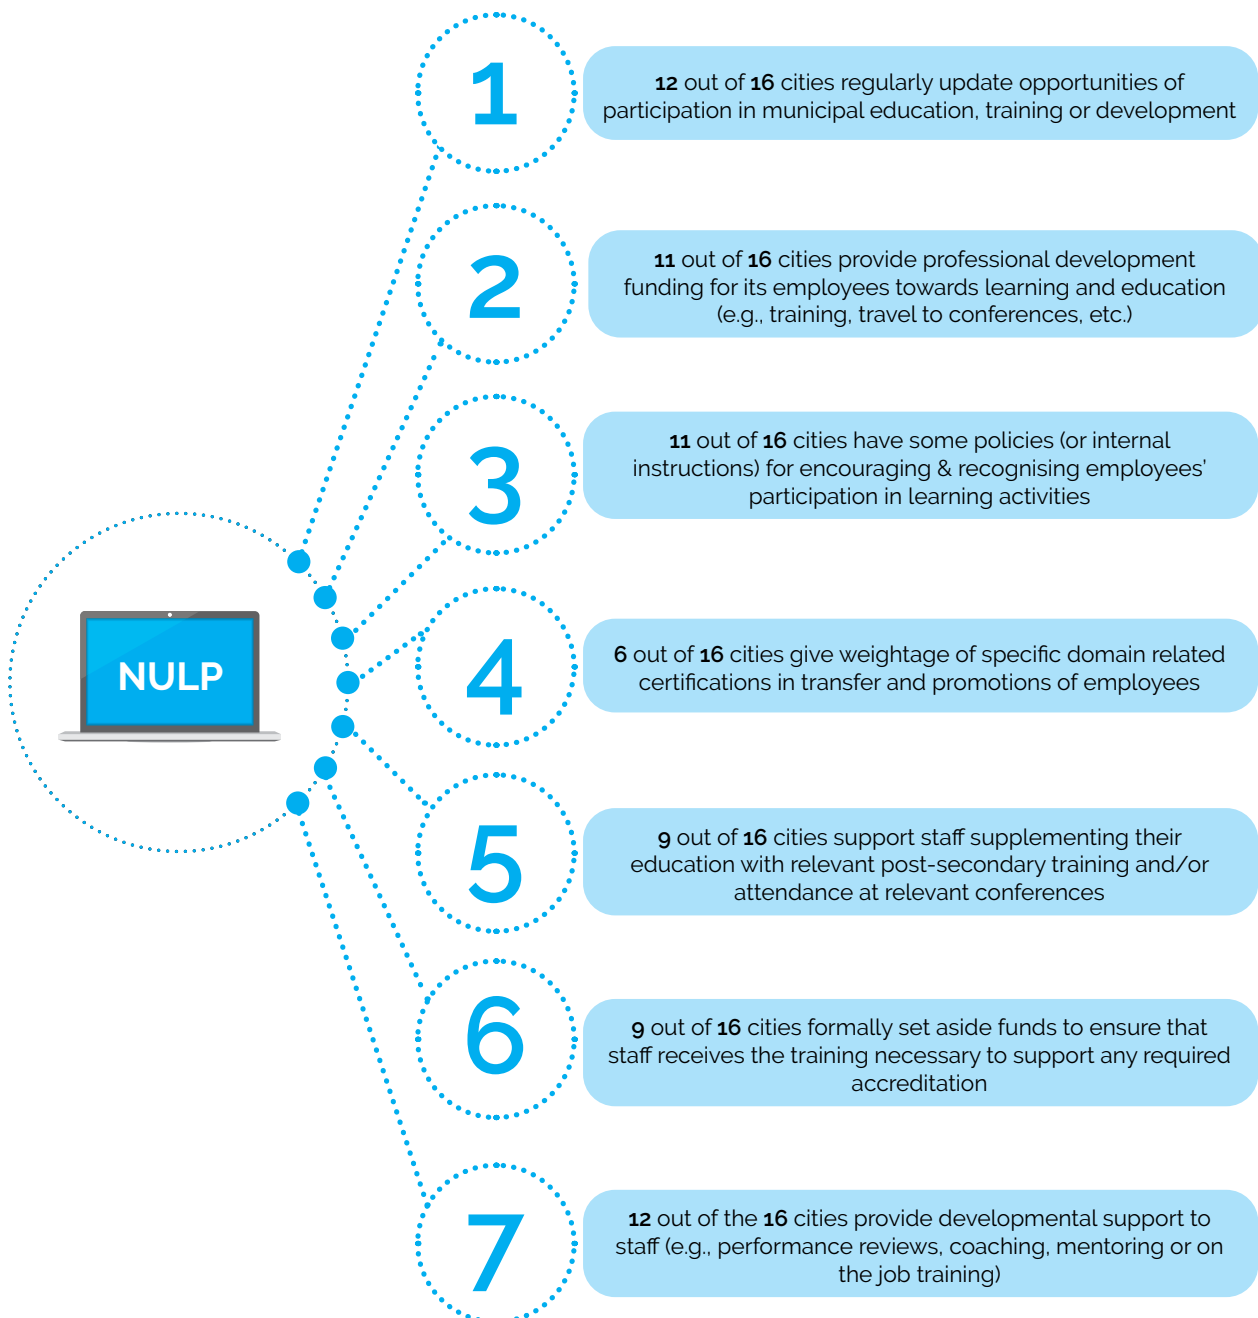 1
12 out of 16 cities regularly update opportunities of
participation in municipal education, training or development
2
11 out of 16 cities provide professional development
funding for its employees towards learning and education
(e.g., training, travel to conferences, etc.)
3
11 out of 16 cities have some policies (or internal
instructions) for encouraging & recognising employees’
participation in learning activities
NULP
4
6 out of 16 cities give weightage of specific domain related
certifications in transfer and promotions of employees
5
9 out of 16 cities support staff supplementing their
education with relevant post-secondary training and/or
attendance at relevant conferences
6
9 out of 16 cities formally set aside funds to ensure that
staff receives the training necessary to support any required
accreditation
7
12 out of the 16 cities provide developmental support to
staff (e.g., performance reviews, coaching, mentoring or on
the job training)